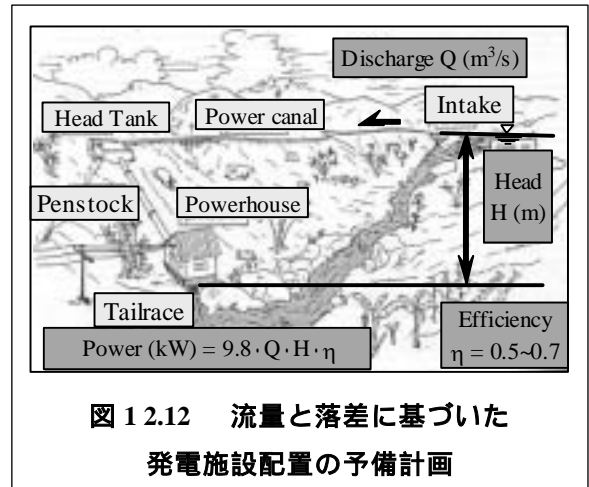 Discharge Q (m³/s)
Intake
Head Tank
Power canal
Head
H (m)
Penstock
Powerhouse
Tailrace
Efficiency
η = 0.5~0.7
Power (kW) = 9.8·Q·H·η
図 1 2.12 流量と落差に基づいた
発電施設配置の予備計画